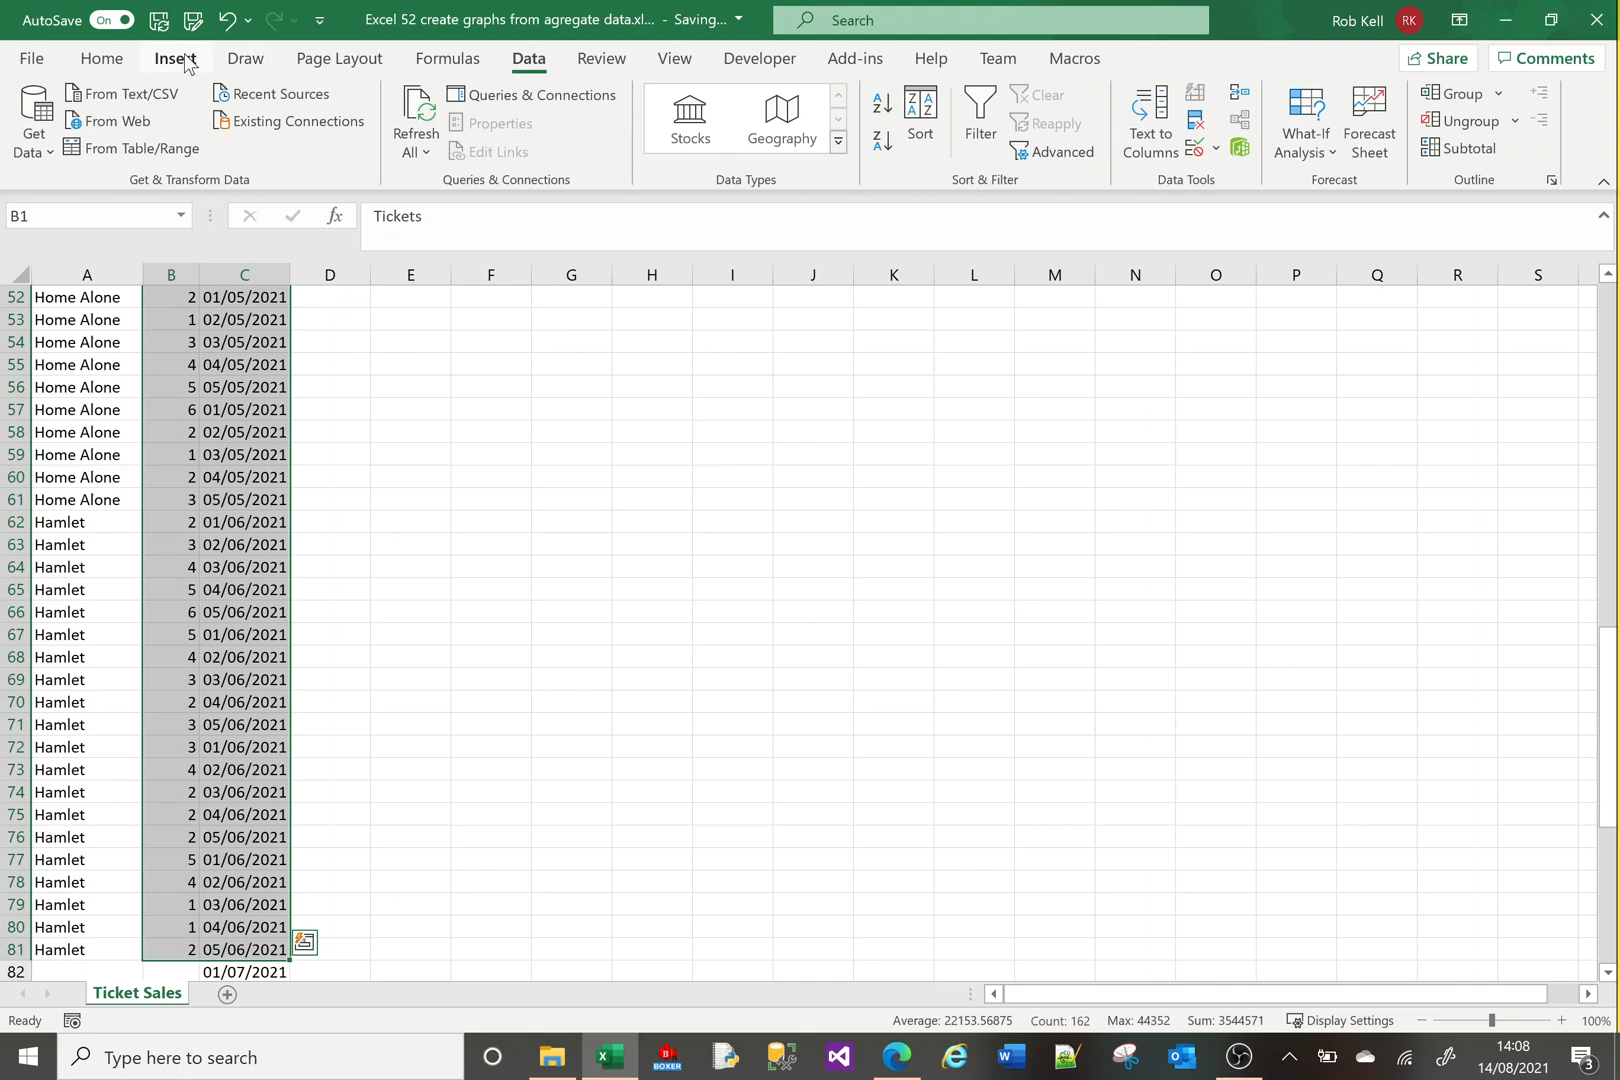 AutoSave On Excel 52 create graphs from agregate data.xl... - Saving... Search Rob Kell RK
File Home Insert Draw Page Layout Formulas Data Review View Developer Add-ins Help Team Macros Share Comments
Get Data From Text/CSV Recent Sources
From Web Existing Connections
From Table/Range
Get & Transform Data
Refresh All Queries & Connections
Properties
Edit Links
Queries & Connections
Stocks Geography
Data Types
Sort Filter Clear
Reapply
Advanced
Sort & Filter
Text to Columns
Data Tools
What-If Analysis Forecast Sheet
Forecast
Group
Ungroup
Subtotal
Outline
B1 fx Tickets
A B C D E F G H I J K L M N O P Q R S
52 Home Alone 2 01/05/2021
53 Home Alone 1 02/05/2021
54 Home Alone 3 03/05/2021
55 Home Alone 4 04/05/2021
56 Home Alone 5 05/05/2021
57 Home Alone 6 01/05/2021
58 Home Alone 2 02/05/2021
59 Home Alone 1 03/05/2021
60 Home Alone 2 04/05/2021
61 Home Alone 3 05/05/2021
62 Hamlet 2 01/06/2021
63 Hamlet 3 02/06/2021
64 Hamlet 4 03/06/2021
65 Hamlet 5 04/06/2021
66 Hamlet 6 05/06/2021
67 Hamlet 5 01/06/2021
68 Hamlet 4 02/06/2021
69 Hamlet 3 03/06/2021
70 Hamlet 2 04/06/2021
71 Hamlet 3 05/06/2021
72 Hamlet 3 01/06/2021
73 Hamlet 4 02/06/2021
74 Hamlet 2 03/06/2021
75 Hamlet 2 04/06/2021
76 Hamlet 2 05/06/2021
77 Hamlet 5 01/06/2021
78 Hamlet 4 02/06/2021
79 Hamlet 1 03/06/2021
80 Hamlet 1 04/06/2021
81 Hamlet 2 05/06/2021
82 01/07/2021
Ticket Sales
Ready Average: 22153.56875 Count: 162 Max: 44352 Sum: 3544571 Display Settings 100%
Type here to search BOXER 14:08
14/08/2021 3